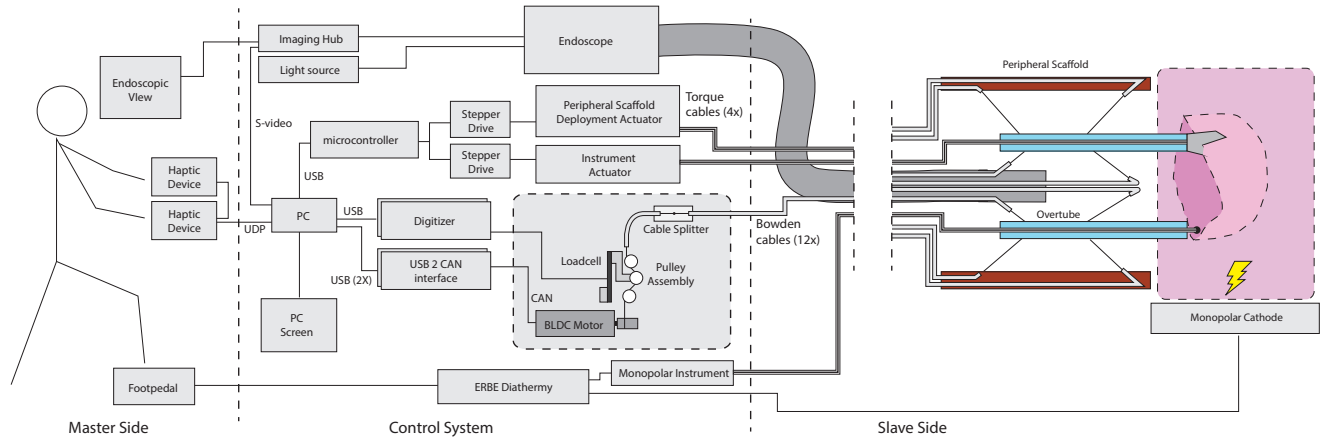 Endoscopic
VIew
Haptic
Device
Haptic
Device
Footpedal
Master Side
Imaging Hub
Light source
Endoscope
S-video
microcontroller
Stepper
Drive
Stepper
Drive
Peripheral Scaffold
Deployment Actuator
Instrument
Actuator
Torque
cables (4x)
USB
UDP
PC
USB
USB (2X)
Digitizer
USB 2 CAN
interface
PC
Screen
Cable Splitter
Loadcell
Pulley
Assembly
CAN
BLDC Motor
Bowden
cables (12x)
ERBE Diathermy
Monopolar Instrument
Control System
Peripheral Scaffold
Overtube
Monopolar Cathode
Slave Side